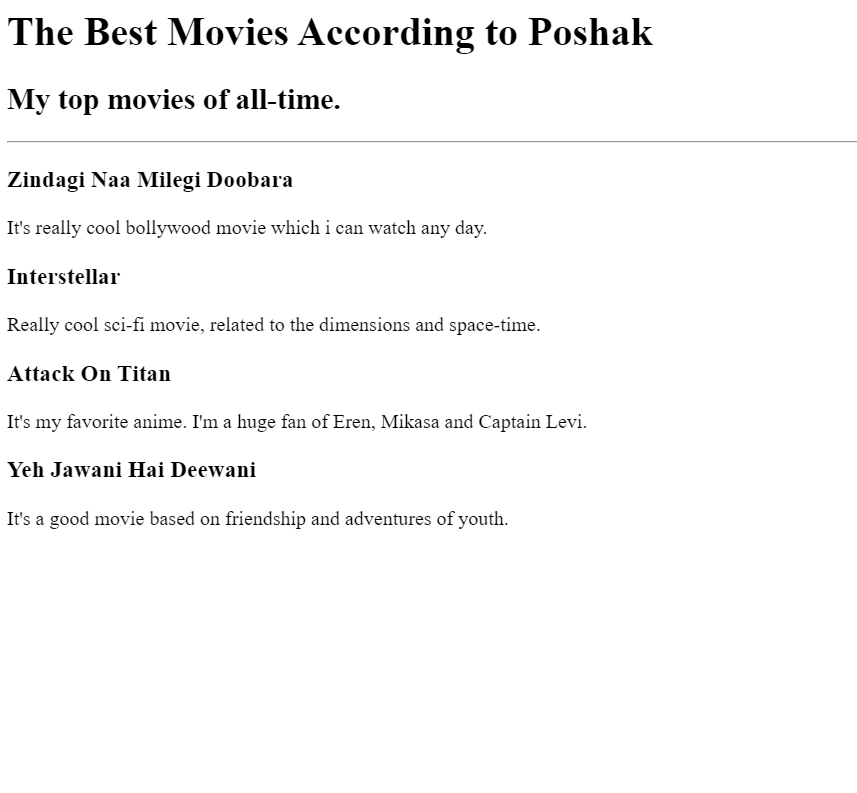 The Best Movies According to Poshak
My top movies of all-time.
Zindagi Naa Milegi Doobara
It's really cool bollywood movie which i can watch any day.
Interstellar
Really cool sci-fi movie, related to the dimensions and space-time.
Attack On Titan
It's my favorite anime. I'm a huge fan of Eren, Mikasa and Captain Levi.
Yeh Jawani Hai Deewani
It's a good movie based on friendship and adventures of youth.